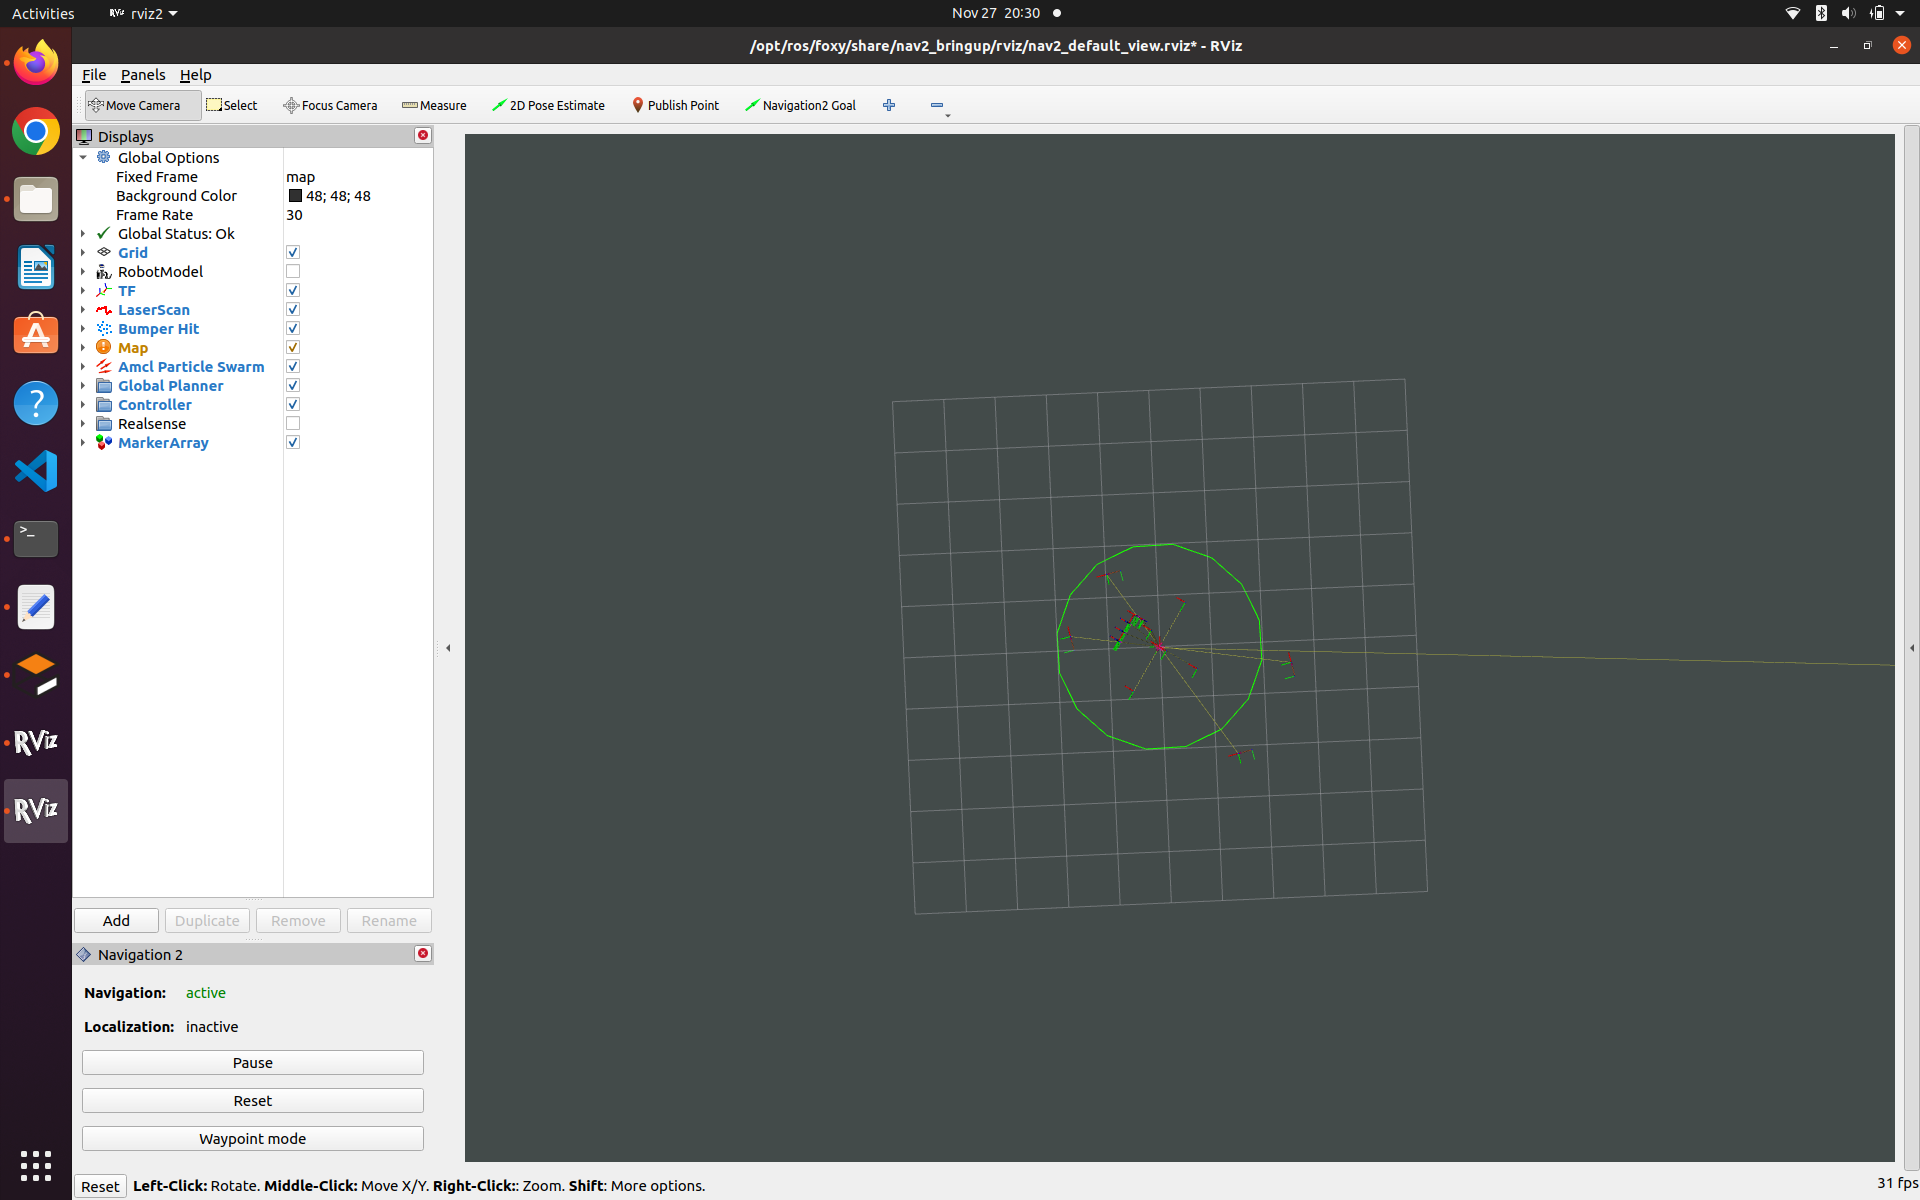 Activities
RViz
rviz2
Nov 27 20:30
/opt/ros/foxy/share/nav2_bringup/rviz/nav2_default_view.rviz* - RViz
File Panels Help
Move Camera Select Focus Camera Measure 2D Pose Estimate Publish Point Navigation2 Goal
Displays
Global Options
Fixed Frame map
Background Color 48; 48; 48
Frame Rate 30
Global Status: Ok
Grid
RobotModel
TF
LaserScan
Bumper Hit
Map
Amcl Particle Swarm
Global Planner
Controller
Realsense
MarkerArray
RViz
RViz
Add Duplicate Remove Rename
Navigation 2
Navigation: active
Localization: inactive
Pause
Reset
Waypoint mode
Reset Left-Click: Rotate. Middle-Click: Move X/Y. Right-Click:: Zoom. Shift: More options.
31 fps